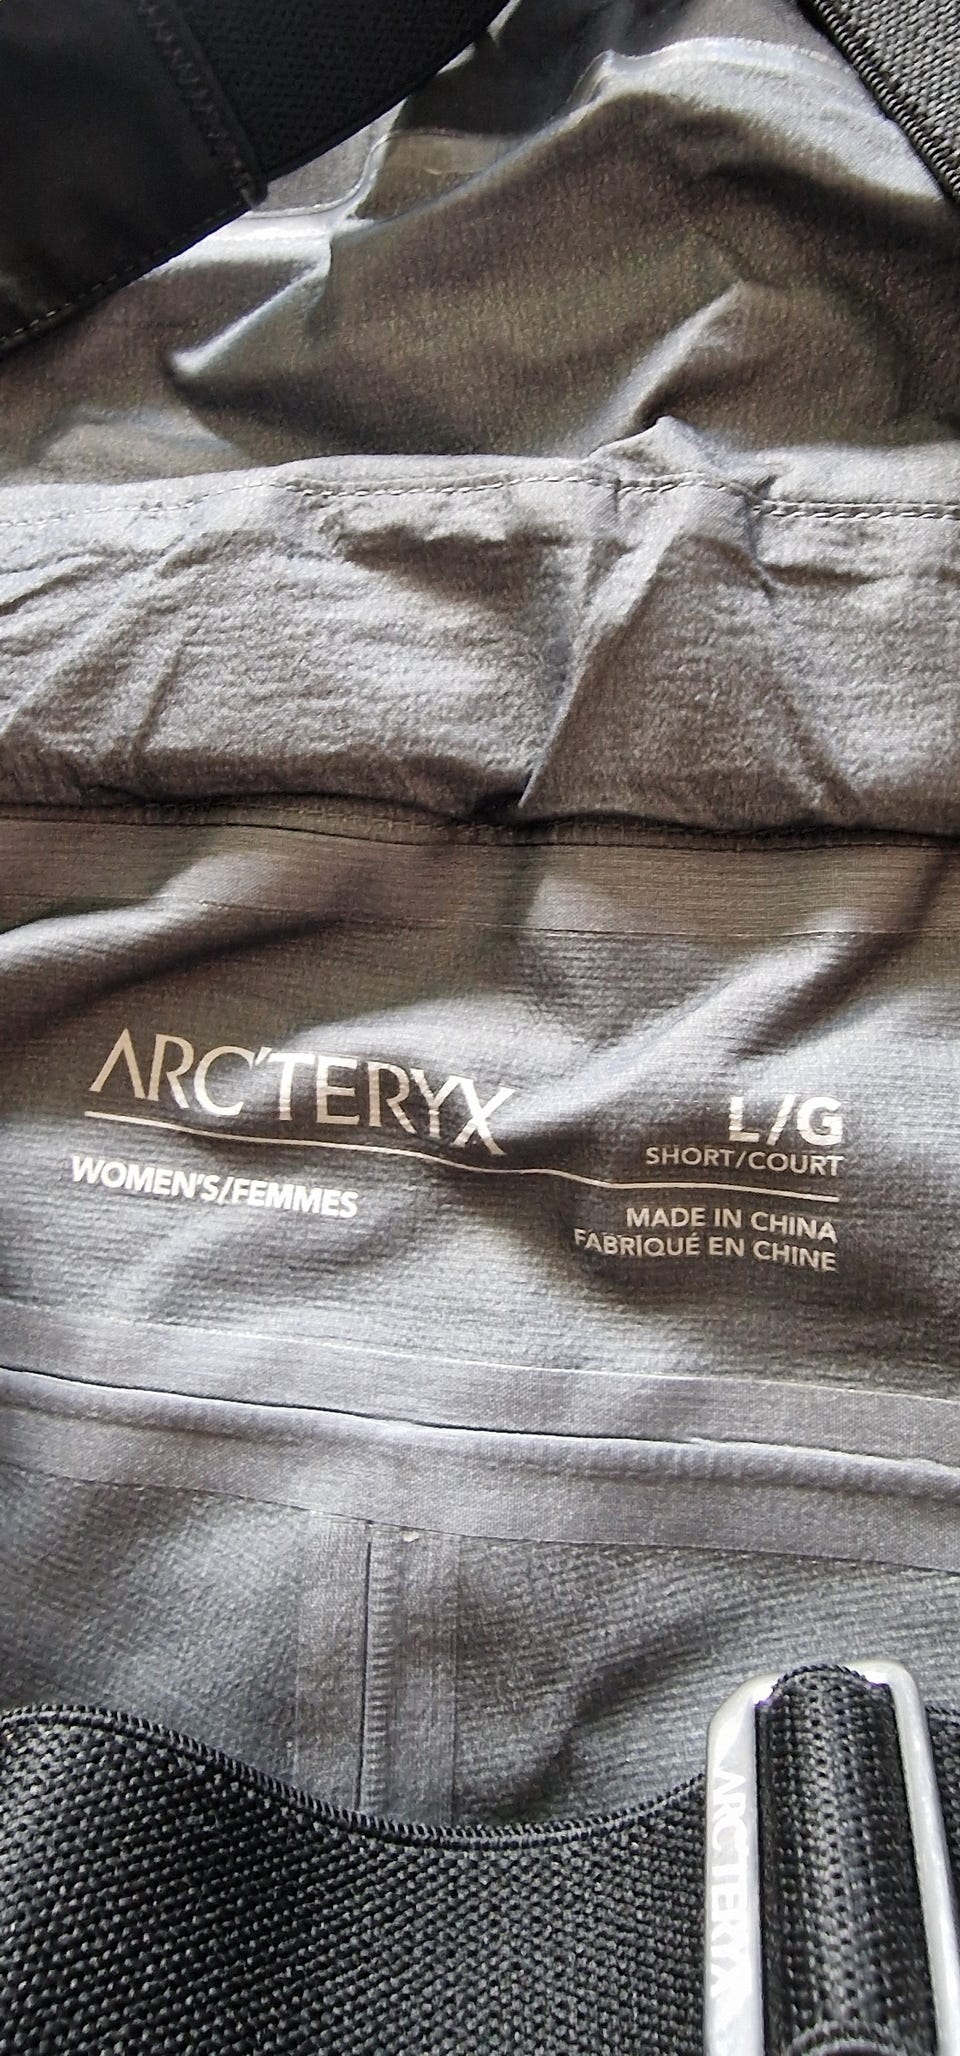 ARC'TERYX
L/G
SHORT/COURT
WOMEN'S/FEMMES
MADE IN CHINA
FABRIQUÉ EN CHINE
ARC'TERYX